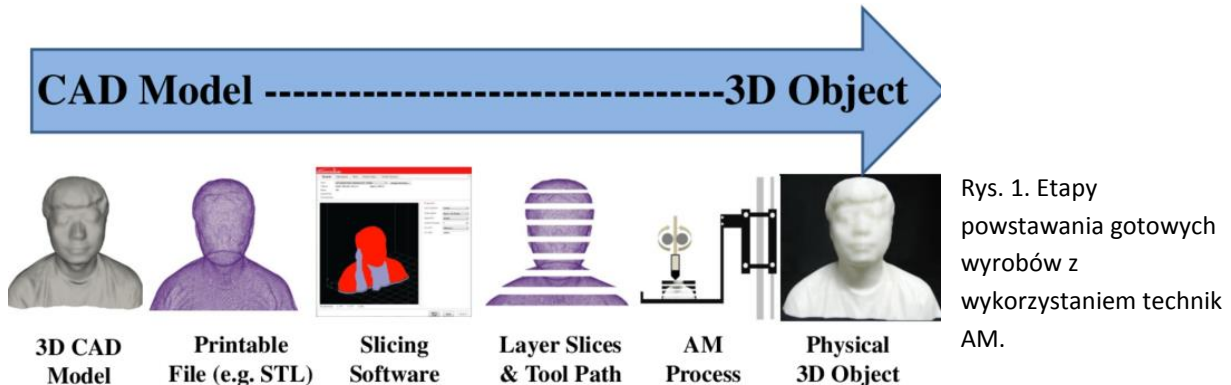 CAD Model ---------------------------------3D Object
Rys. 1. Etapy
powstawania gotowych
wyrobów z
wykorzystaniem technik
AM.
3D CAD
Model
Printable
File (e.g. STL)
Slicing
Software
Layer Slices
& Tool Path
AM
Process
Physical
3D Object